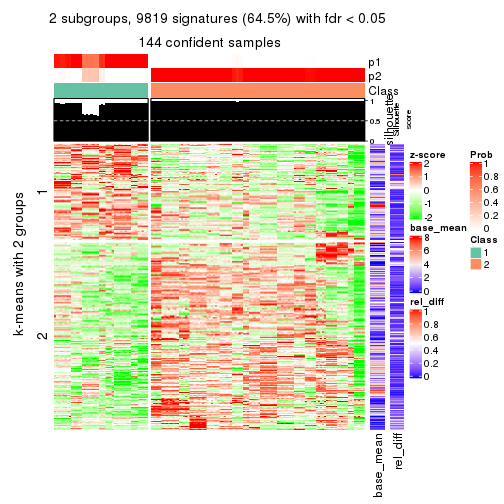 2 subgroups, 9819 signatures (64.5%) with fdr < 0.05
144 confident samples
p1
p2
Class
silhouette
Silhouette
score
1
0.5
0
k-means with 2 groups
1
2
base_mean
rel_diff
z-score
2
1
0
-1
-2
base_mean
8
6
4
2
0
rel_diff
1
0.8
0.6
0.4
0.2
0
Prob
1
0.8
0.6
0.4
0.2
0
Class
1
2